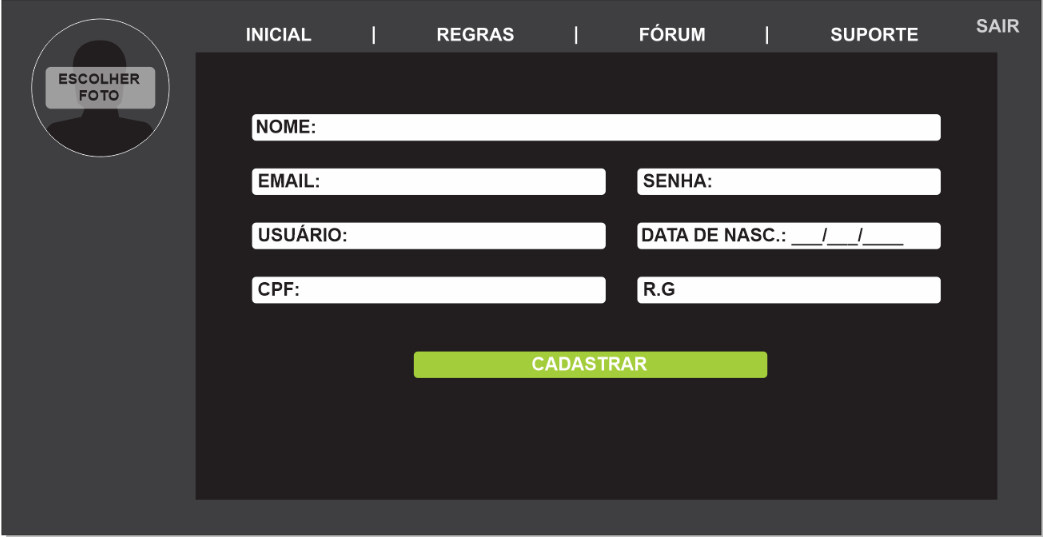 INICIAL | REGRAS | FÓRUM | SUPORTE
SAIR
ESCOLHER
FOTO
NOME:
EMAIL:
SENHA:
USUÁRIO:
DATA DE NASC.: ___/___/____
CPF:
R.G
CADASTRAR